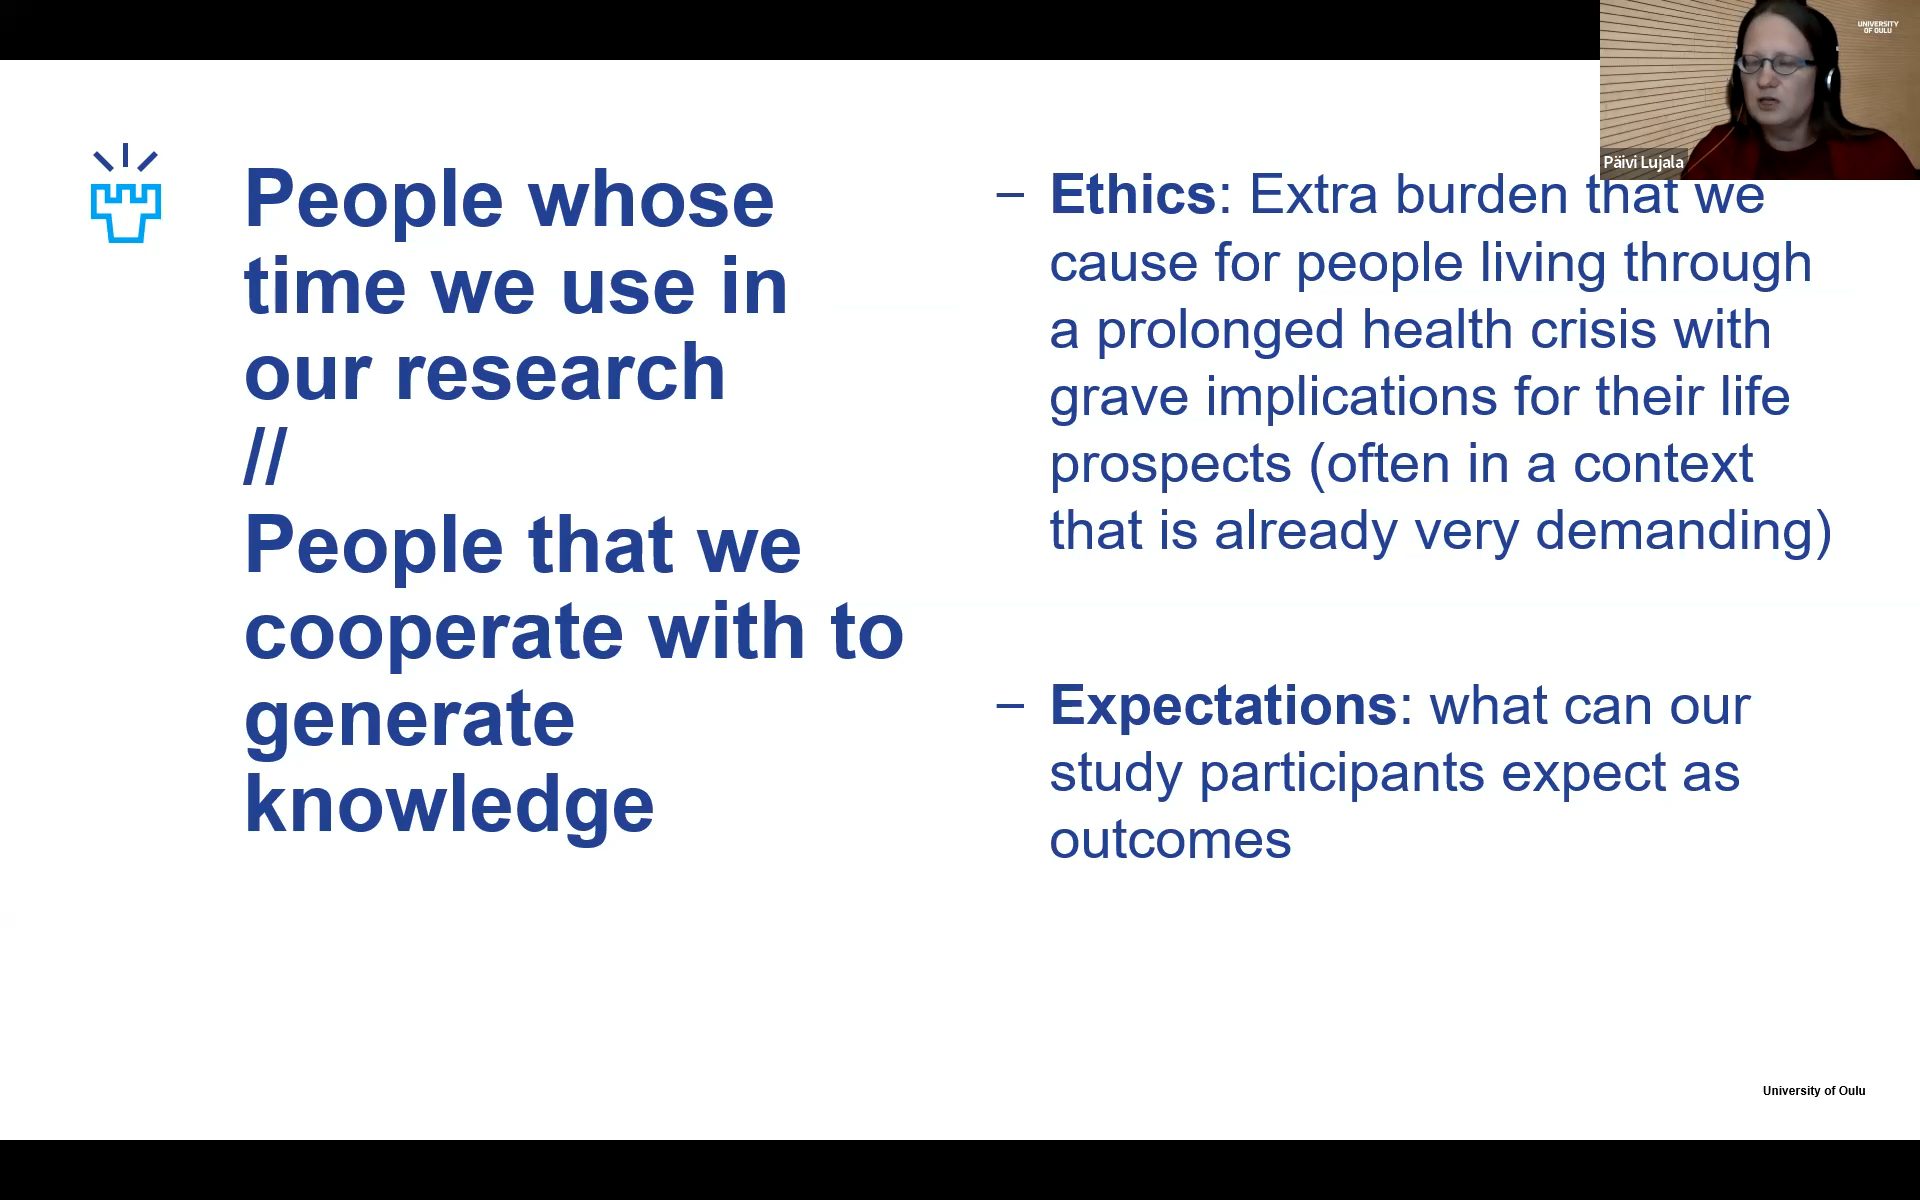 UNIVERSITY
OF OULU
Päivi Lujala
People whose
time we use in
our research
//
People that we
cooperate with to
generate
knowledge
– Ethics: Extra burden that we
cause for people living through
a prolonged health crisis with
grave implications for their life
prospects (often in a context
that is already very demanding)
– Expectations: what can our
study participants expect as
outcomes
University of Oulu